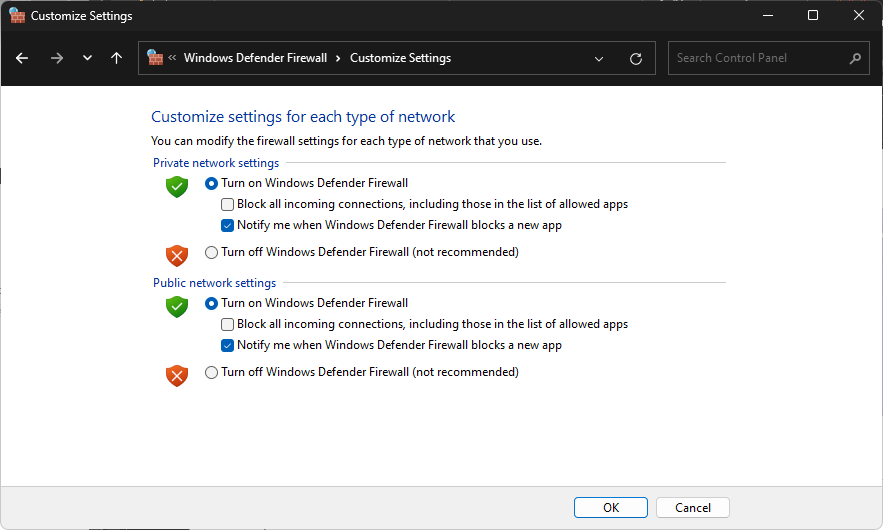 Customize Settings
« Windows Defender Firewall › Customize Settings
Search Control Panel
Customize settings for each type of network
You can modify the firewall settings for each type of network that you use.
Private network settings
Turn on Windows Defender Firewall
Block all incoming connections, including those in the list of allowed apps
Notify me when Windows Defender Firewall blocks a new app
Turn off Windows Defender Firewall (not recommended)
Public network settings
Turn on Windows Defender Firewall
Block all incoming connections, including those in the list of allowed apps
Notify me when Windows Defender Firewall blocks a new app
Turn off Windows Defender Firewall (not recommended)
OK
Cancel